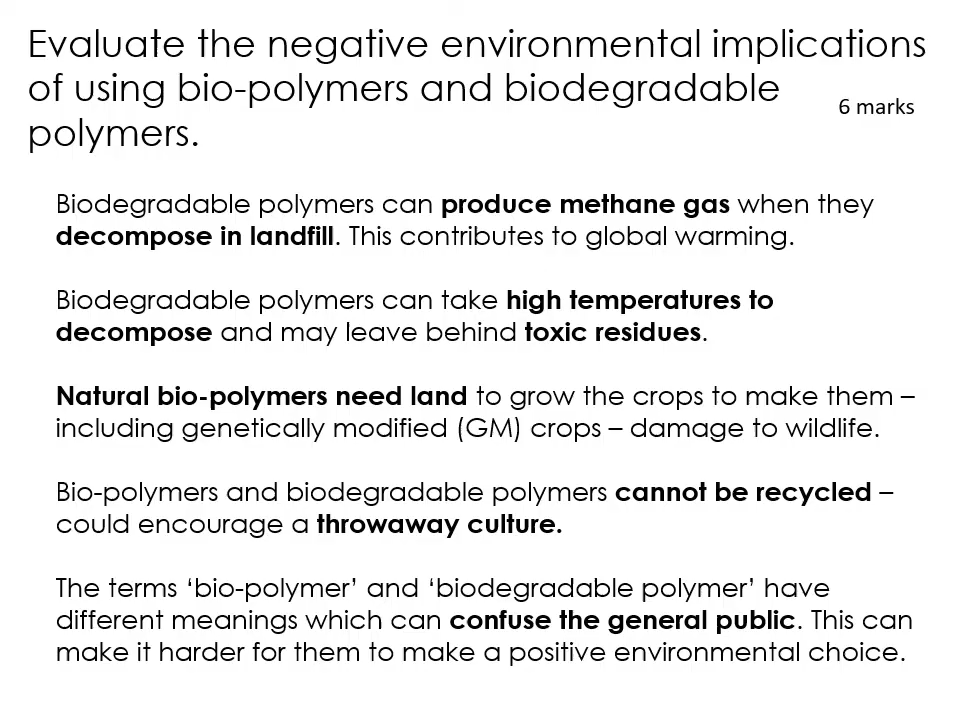 Evaluate the negative environmental implications
of using bio-polymers and biodegradable
polymers.
6 marks
Biodegradable polymers can produce methane gas when they
decompose in landfill. This contributes to global warming.
Biodegradable polymers can take high temperatures to
decompose and may leave behind toxic residues.
Natural bio-polymers need land to grow the crops to make them –
including genetically modified (GM) crops – damage to wildlife.
Bio-polymers and biodegradable polymers cannot be recycled –
could encourage a throwaway culture.
The terms ‘bio-polymer’ and ‘biodegradable polymer’ have
different meanings which can confuse the general public. This can
make it harder for them to make a positive environmental choice.